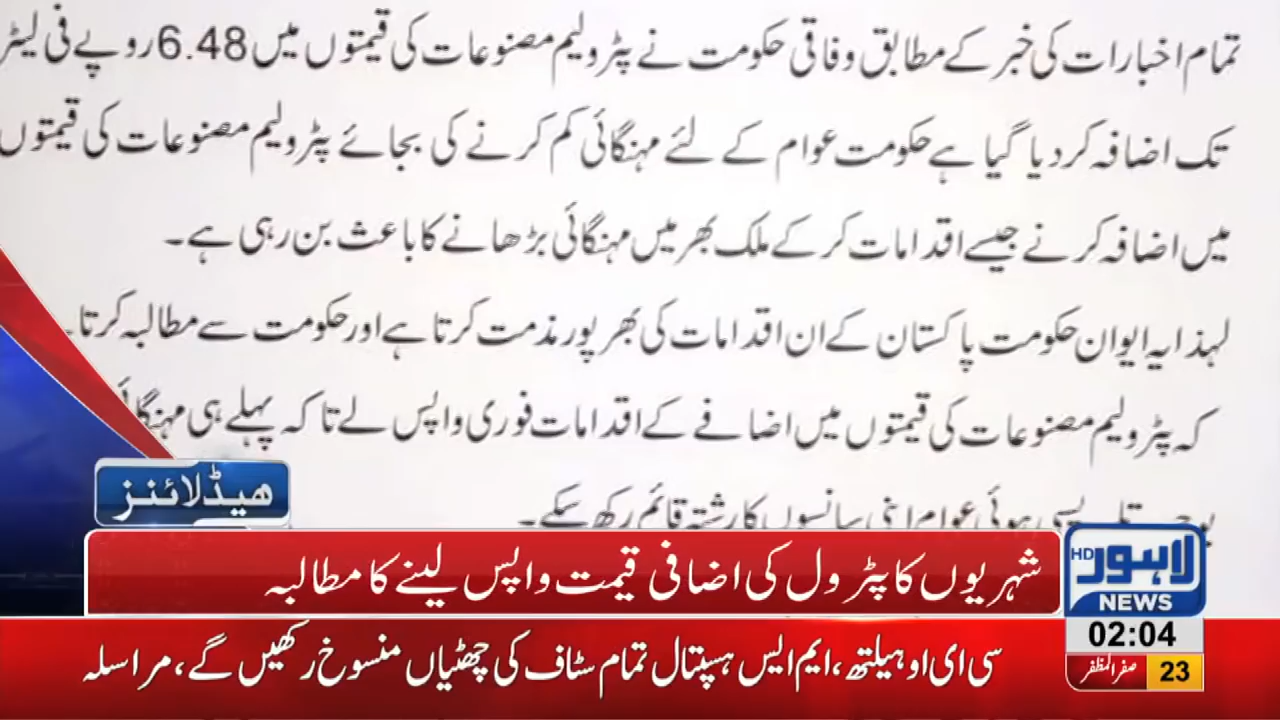 تمام اخبارات کی خبر کے مطابق وفاقی حکومت نے پٹرولیم مصنوعات کی قیمتوں میں 6.48 روپے فی لیٹر
تک اضافہ کر دیا گیا ہے حکومت عوام کے لئے مہنگائی کم کرنے کی بجائے پٹرولیم مصنوعات کی قیمتوں
میں اضافہ کرنے جیسے اقدامات کر کے ملک بھر میں مہنگائی بڑھانے کا باعث بن رہی ہے۔
لہذا یہ ایوان حکومت پاکستان کے ان اقدامات کی بھر پور مذمت کرتا ہے اور حکومت سے مطالبہ کرتا
کہ پٹرولیم مصنوعات کی قیمتوں میں اضافے کے اقدامات فوری واپس لے تا کہ پہلے ہی
ہوئی عوام اپنی سانسوں کا رشتہ قائم رکھ سکے۔
ھیڈلائنز
شہریوں کا پٹرول کی اضافی قیمت واپس لینے کا مطالبہ
لاہور HD
NEWS
02:04
صفر المظفر 23
سی ای او ہیلتھ، ایم ایس ہسپتال تمام سٹاف کی چھٹیاں منسوخ رکھیں گے، مراسلہ